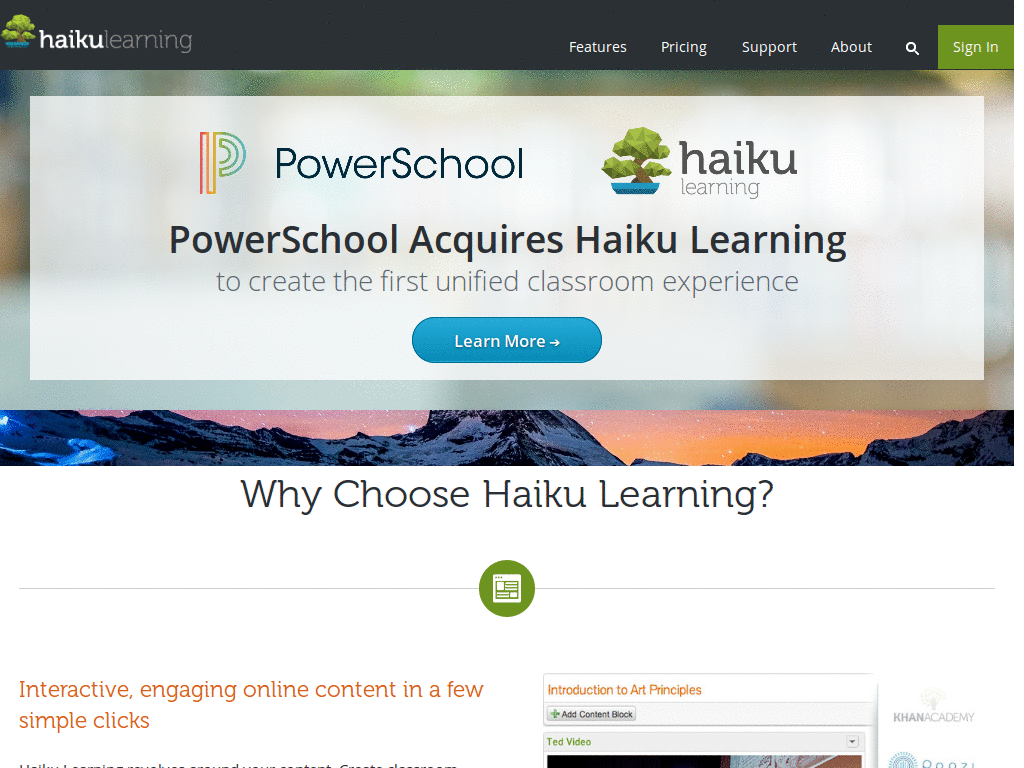 haikulearning
Features
Pricing
Support
About
Sign In
PowerSchool
haiku
learning
PowerSchool Acquires Haiku Learning
to create the first unified classroom experience
Learn More →
Why Choose Haiku Learning?
Interactive, engaging online content in a few
simple clicks
Introduction to Art Principles
Add Content Block
KHANACADEMY
Ted Video
Haiku Learning revolves around your content. Create classroom